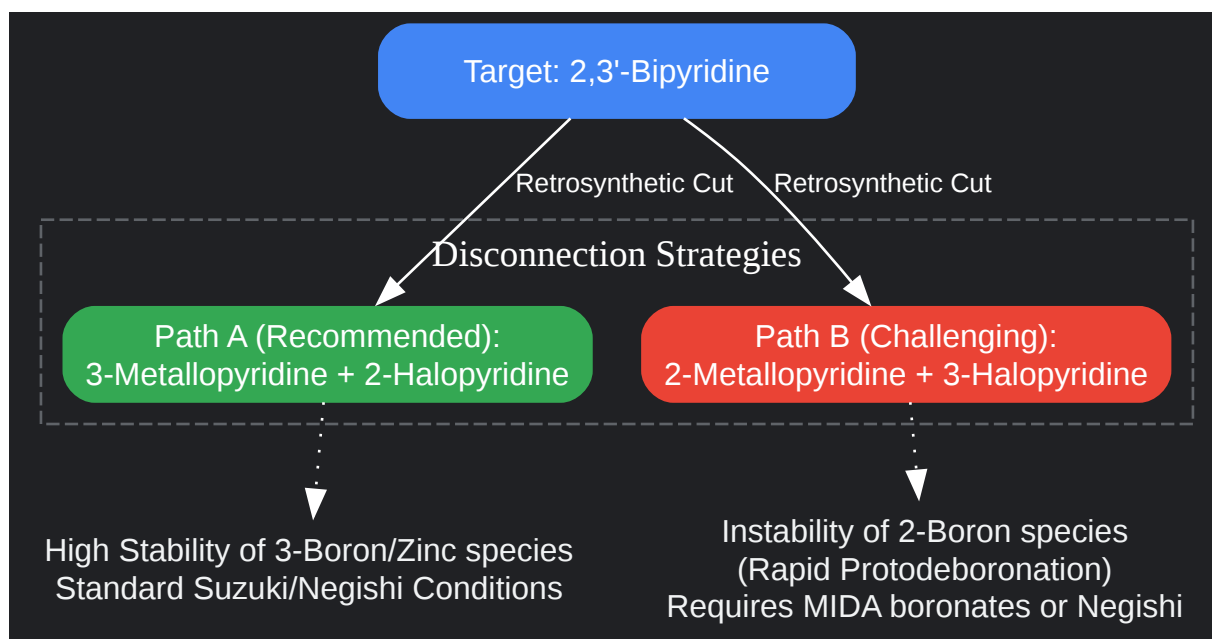 Target: 2,3'-Bipyridine
Retrosynthetic Cut
Retrosynthetic Cut
Disconnection Strategies
Path A (Recommended):
3-Metallopyridine + 2-Halopyridine
Path B (Challenging):
2-Metallopyridine + 3-Halopyridine
High Stability of 3-Boron/Zinc species
Standard Suzuki/Negishi Conditions
Instability of 2-Boron species
(Rapid Protodeboronation)
Requires MIDA boronates or Negishi